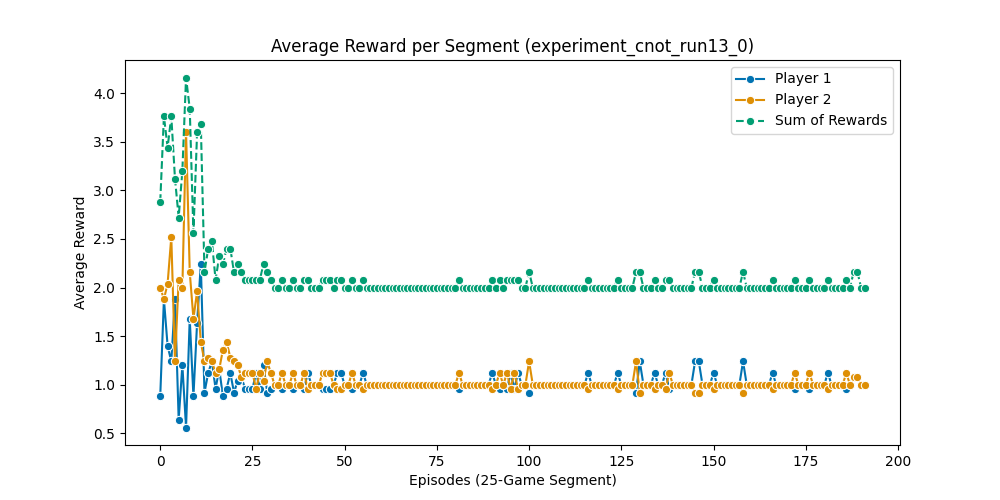 Average Reward per Segment (experiment_cnot_run13_0)
Player 1
Player 2
Sum of Rewards
Average Reward
4.0
3.5
3.0
2.5
2.0
1.5
1.0
0.5
0 25 50 75 100 125 150 175 200
Episodes (25-Game Segment)